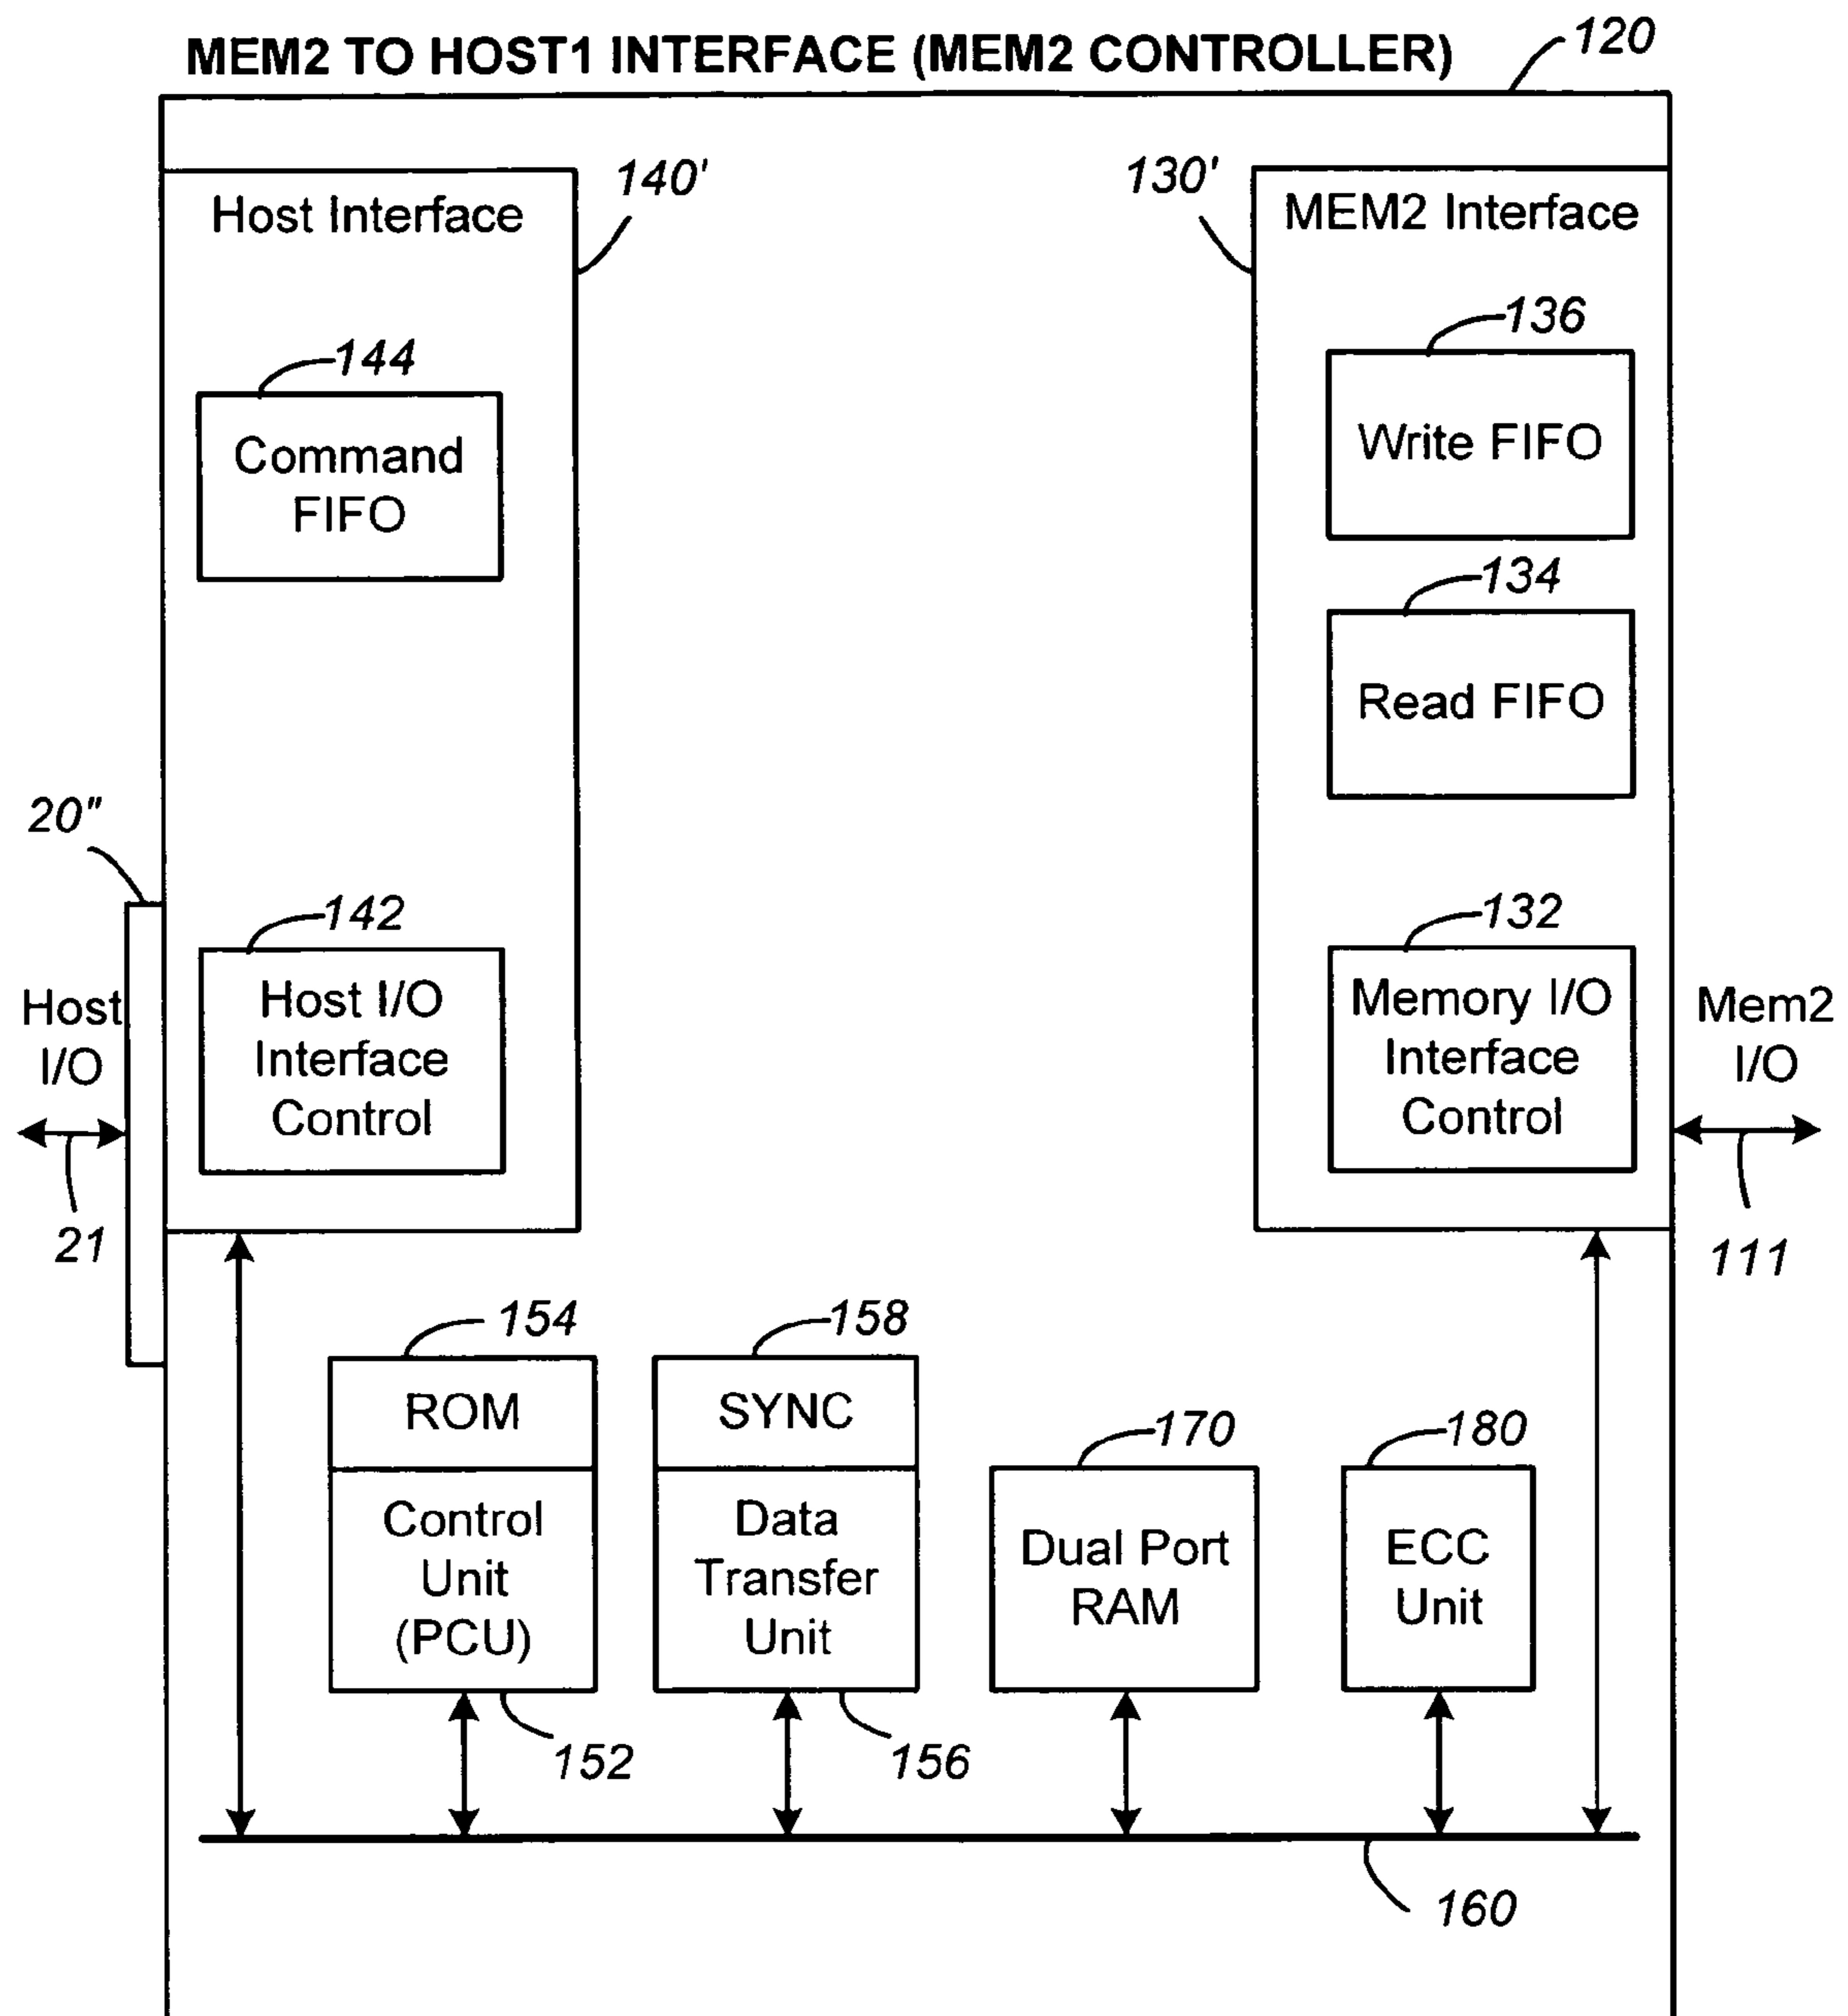 MEM2 TO HOST1 INTERFACE (MEM2 CONTROLLER)
120
Host Interface
140'
130'
MEM2 Interface
144
Command
FIFO
136
Write FIFO
134
Read FIFO
20"
142
Host I/O
Interface
Control
132
Memory I/O
Interface
Control
Host
I/O
21
Mem2
I/O
111
154
ROM
Control
Unit
(PCU)
152
158
SYNC
Data
Transfer
Unit
156
170
Dual Port
RAM
180
ECC
Unit
160